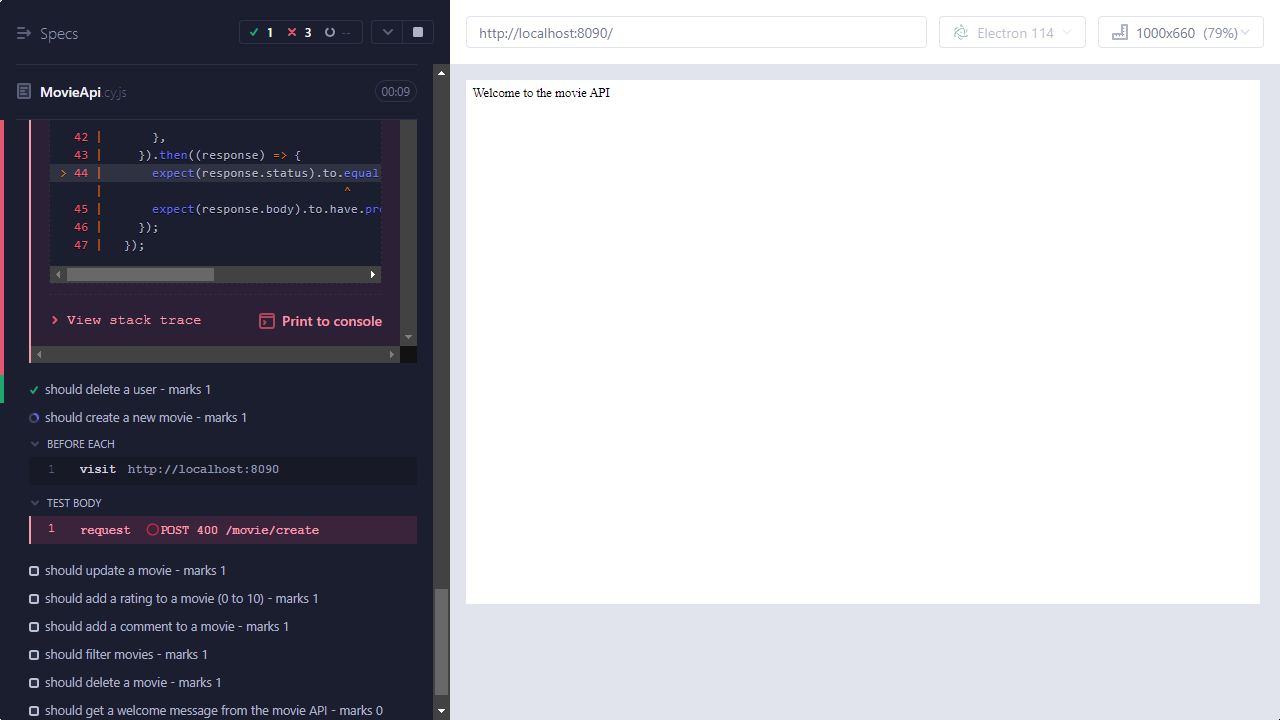 Specs
1
3
--
http://localhost:8090/
Electron 114
1000x660 (79%)
MovieApi.cy.js
00:09
Welcome to the movie API
42 | },
43 | }).then((response) => {
> 44 | expect(response.status).to.equal
| ^
45 | expect(response.body).to.have.pr
46 | });
47 | });
View stack trace
Print to console
should delete a user - marks 1
should create a new movie - marks 1
BEFORE EACH
1 visit http://localhost:8090
TEST BODY
1 request POST 400 /movie/create
should update a movie - marks 1
should add a rating to a movie (0 to 10) - marks 1
should add a comment to a movie - marks 1
should filter movies - marks 1
should delete a movie - marks 1
should get a welcome message from the movie API - marks 0